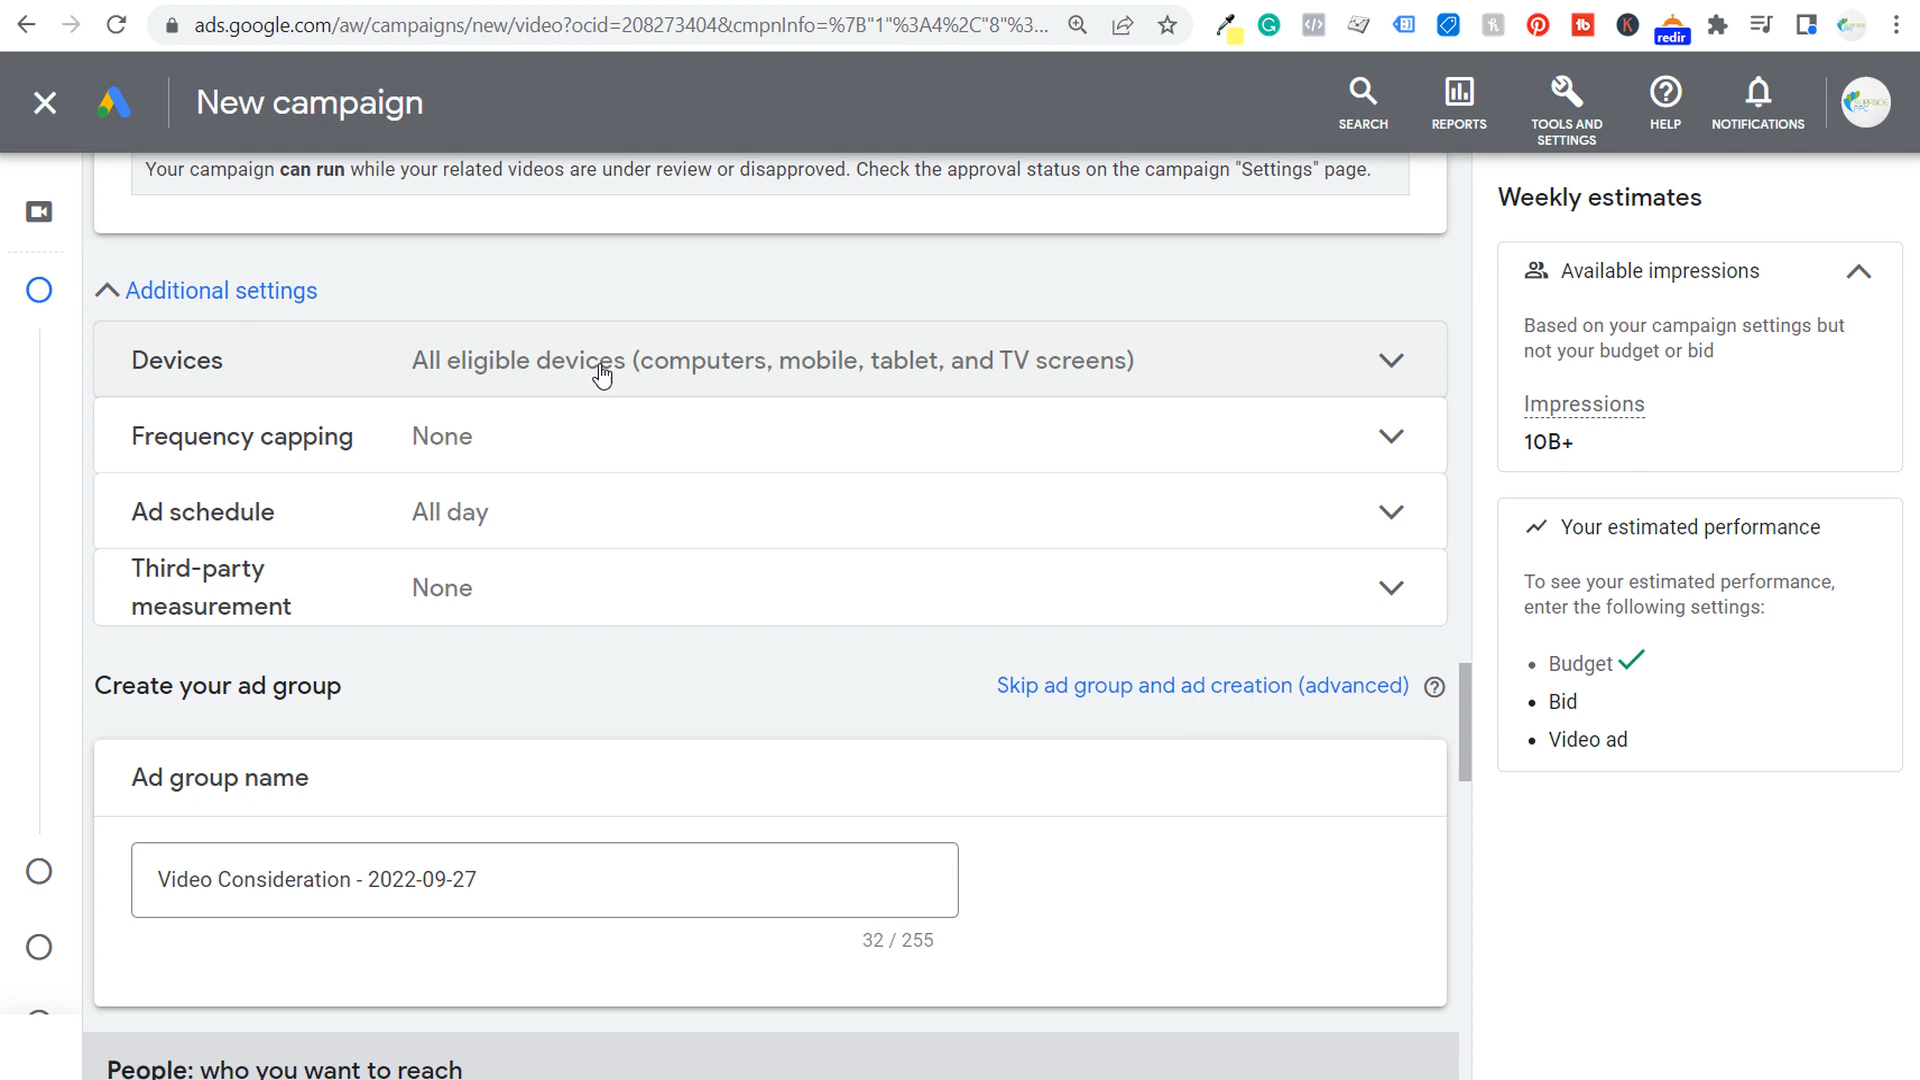 ads.google.com/aw/campaigns/new/video?ocid=208273404&cmpnInfo=%7B"1"%3A4%2C"8"%3...
redir
New campaign
SEARCH
REPORTS
TOOLS AND
SETTINGS
HELP
NOTIFICATIONS
Your campaign can run while your related videos are under review or disapproved. Check the approval status on the campaign "Settings" page.
Additional settings
Devices
All eligible devices (computers, mobile, tablet, and TV screens)
Frequency capping
None
Ad schedule
All day
Third-party
measurement
None
Create your ad group
Skip ad group and ad creation (advanced)
Ad group name
Video Consideration - 2022-09-27
32 / 255
People: who you want to reach
Weekly estimates
Available impressions
Based on your campaign settings but
not your budget or bid
Impressions
10B+
Your estimated performance
To see your estimated performance,
enter the following settings:
• Budget
• Bid
• Video ad